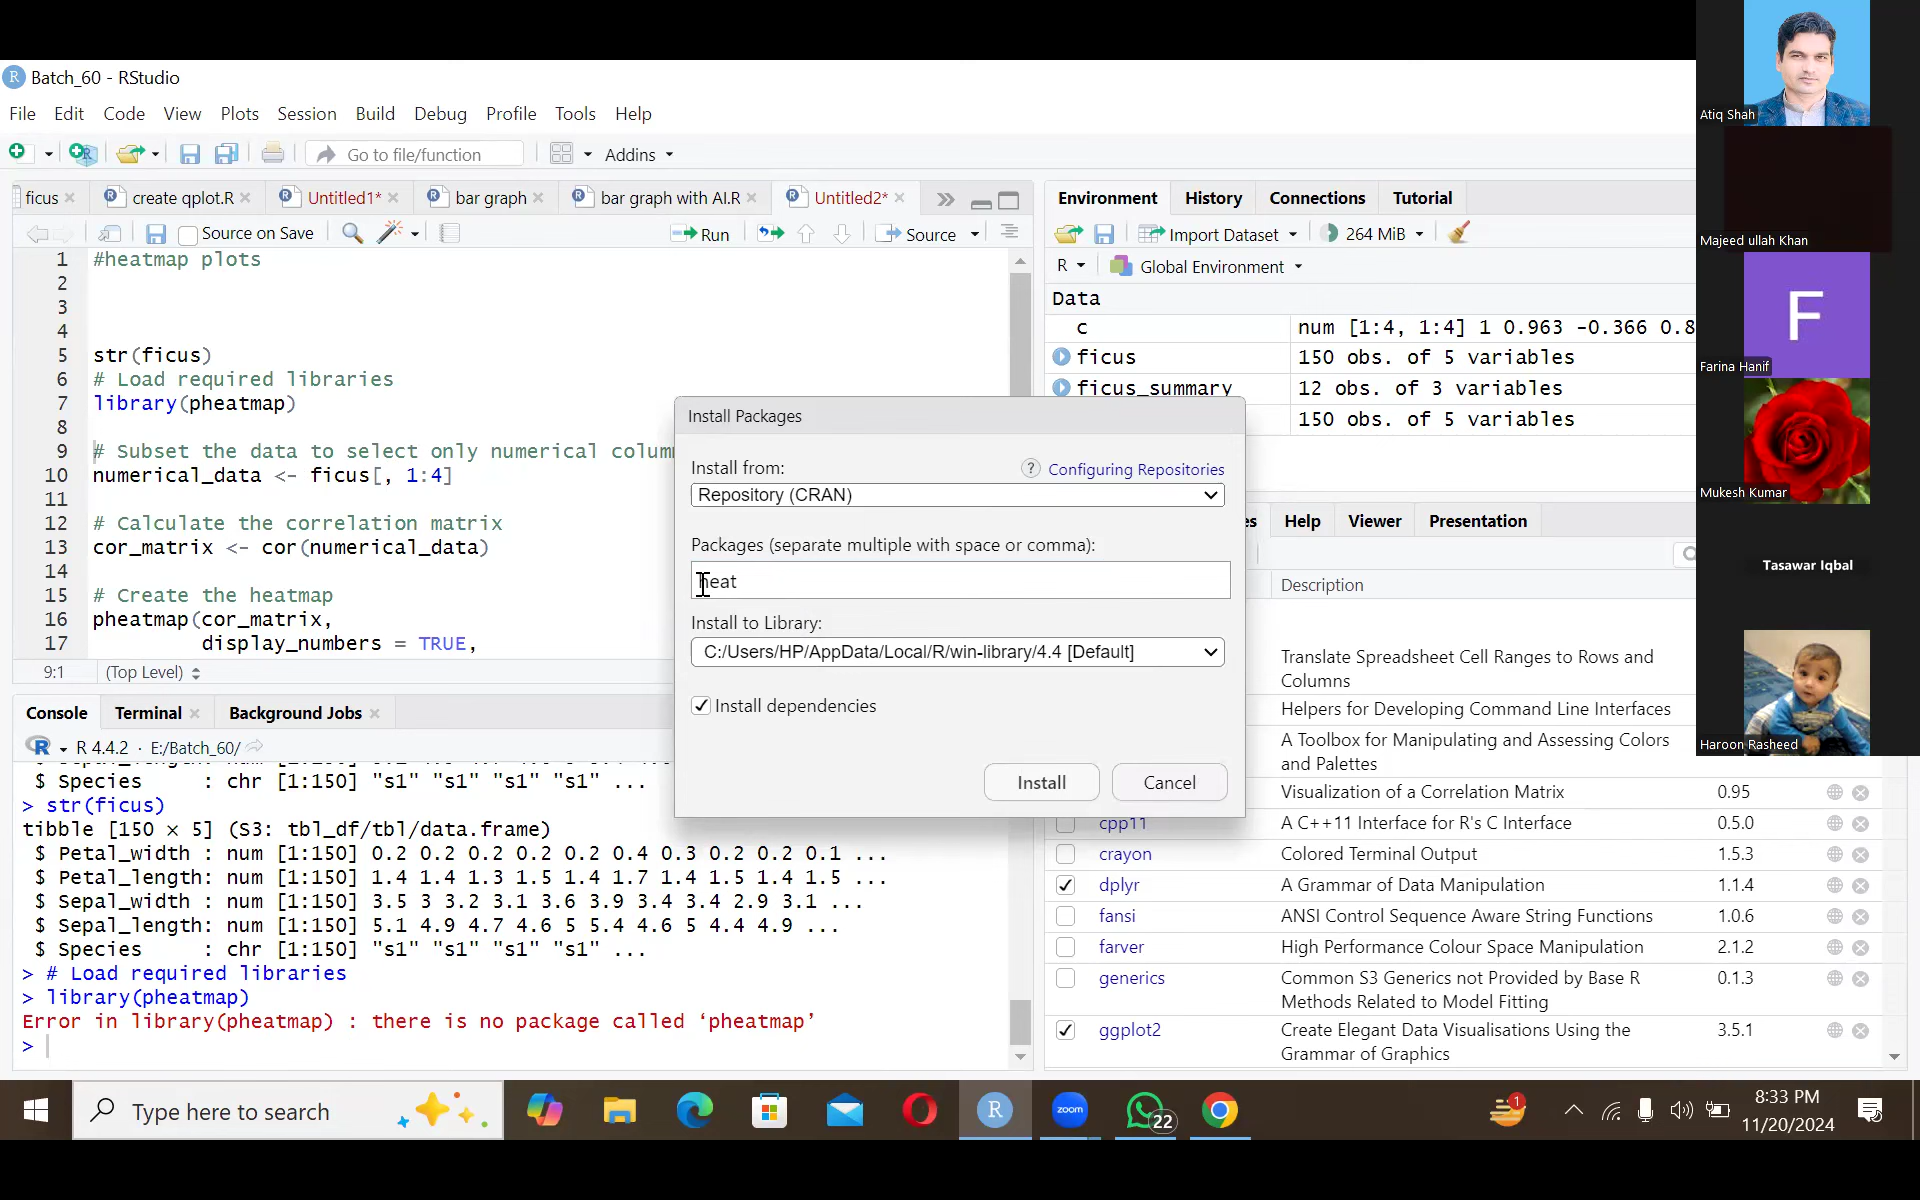 Batch_60 - RStudio
File Edit Code View Plots Session Build Debug Profile Tools Help
Go to file/function Addins
ficus create qplot.R Untitled1* bar graph bar graph with AI.R Untitled2*
Source on Save Run Source
1 #heatmap plots
2
3
4
5 str(ficus)
6 # Load required libraries
7 library(pheatmap)
8
9 # Subset the data to select only numerical colum
10 numerical_data <- ficus[, 1:4]
11
12 # Calculate the correlation matrix
13 cor_matrix <- cor(numerical_data)
14
15 # Create the heatmap
16 pheatmap(cor_matrix,
17 display_numbers = TRUE,
9:1 (Top Level)
Console Terminal Background Jobs
R 4.4.2 · E:/Batch_60/
$ Species : chr [1:150] "s1" "s1" "s1" "s1" ...
> str(ficus)
tibble [150 × 5] (S3: tbl_df/tbl/data.frame)
$ Petal_width : num [1:150] 0.2 0.2 0.2 0.2 0.2 0.4 0.3 0.2 0.2 0.1 ...
$ Petal_length: num [1:150] 1.4 1.4 1.3 1.5 1.4 1.7 1.4 1.5 1.4 1.5 ...
$ Sepal_width : num [1:150] 3.5 3 3.2 3.1 3.6 3.9 3.4 3.4 2.9 3.1 ...
$ Sepal_length: num [1:150] 5.1 4.9 4.7 4.6 5 5.4 4.6 5 4.4 4.9 ...
$ Species : chr [1:150] "s1" "s1" "s1" "s1" ...
> # Load required libraries
> library(pheatmap)
Error in library(pheatmap) : there is no package called ‘pheatmap’
>
Install Packages
Install from:
? Configuring Repositories
Repository (CRAN)
Packages (separate multiple with space or comma):
heat
Install to Library:
C:/Users/HP/AppData/Local/R/win-library/4.4 [Default]
Install dependencies
Install Cancel
Environment History Connections Tutorial
Import Dataset 264 MiB
R Global Environment
Data
c num [1:4, 1:4] 1 0.963 -0.366 0.8
ficus 150 obs. of 5 variables
ficus_summary 12 obs. of 3 variables
150 obs. of 5 variables
es Help Viewer Presentation
Description
Translate Spreadsheet Cell Ranges to Rows and
Columns
Helpers for Developing Command Line Interfaces
A Toolbox for Manipulating and Assessing Colors
and Palettes
Visualization of a Correlation Matrix 0.95
cpp11 A C++11 Interface for R's C Interface 0.5.0
crayon Colored Terminal Output 1.5.3
dplyr A Grammar of Data Manipulation 1.1.4
fansi ANSI Control Sequence Aware String Functions 1.0.6
farver High Performance Colour Space Manipulation 2.1.2
generics Common S3 Generics not Provided by Base R 0.1.3
Methods Related to Model Fitting
ggplot2 Create Elegant Data Visualisations Using the 3.5.1
Grammar of Graphics
Atiq Shah
Majeed ullah Khan
F
Farina Hanif
Mukesh Kumar
Tasawar Iqbal
Haroon Rasheed
Type here to search
R
zoom
22
1
8:33 PM
11/20/2024